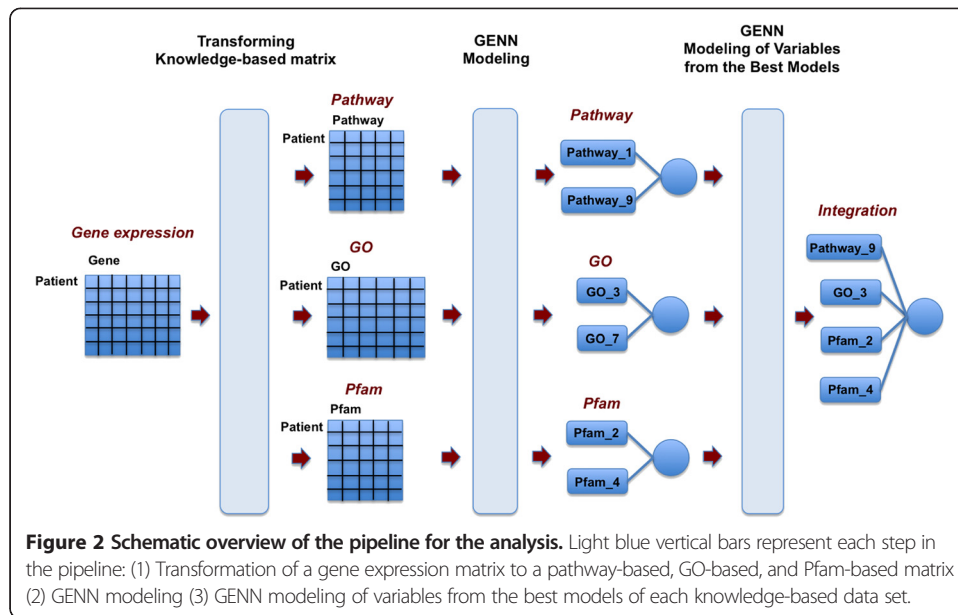 Transforming
Knowledge-based matrix
GENN
Modeling
GENN
Modeling of Variables
from the Best Models
Gene expression
Gene
Patient
Pathway
Pathway
Patient
GO
GO
Patient
Pfam
Pfam
Patient
Pathway
Pathway_1
Pathway_9
GO
GO_3
GO_7
Pfam
Pfam_2
Pfam_4
Integration
Pathway_9
GO_3
Pfam_2
Pfam_4
Figure 2 Schematic overview of the pipeline for the analysis. Light blue vertical bars represent each step in
the pipeline: (1) Transformation of a gene expression matrix to a pathway-based, GO-based, and Pfam-based matrix
(2) GENN modeling (3) GENN modeling of variables from the best models of each knowledge-based data set.